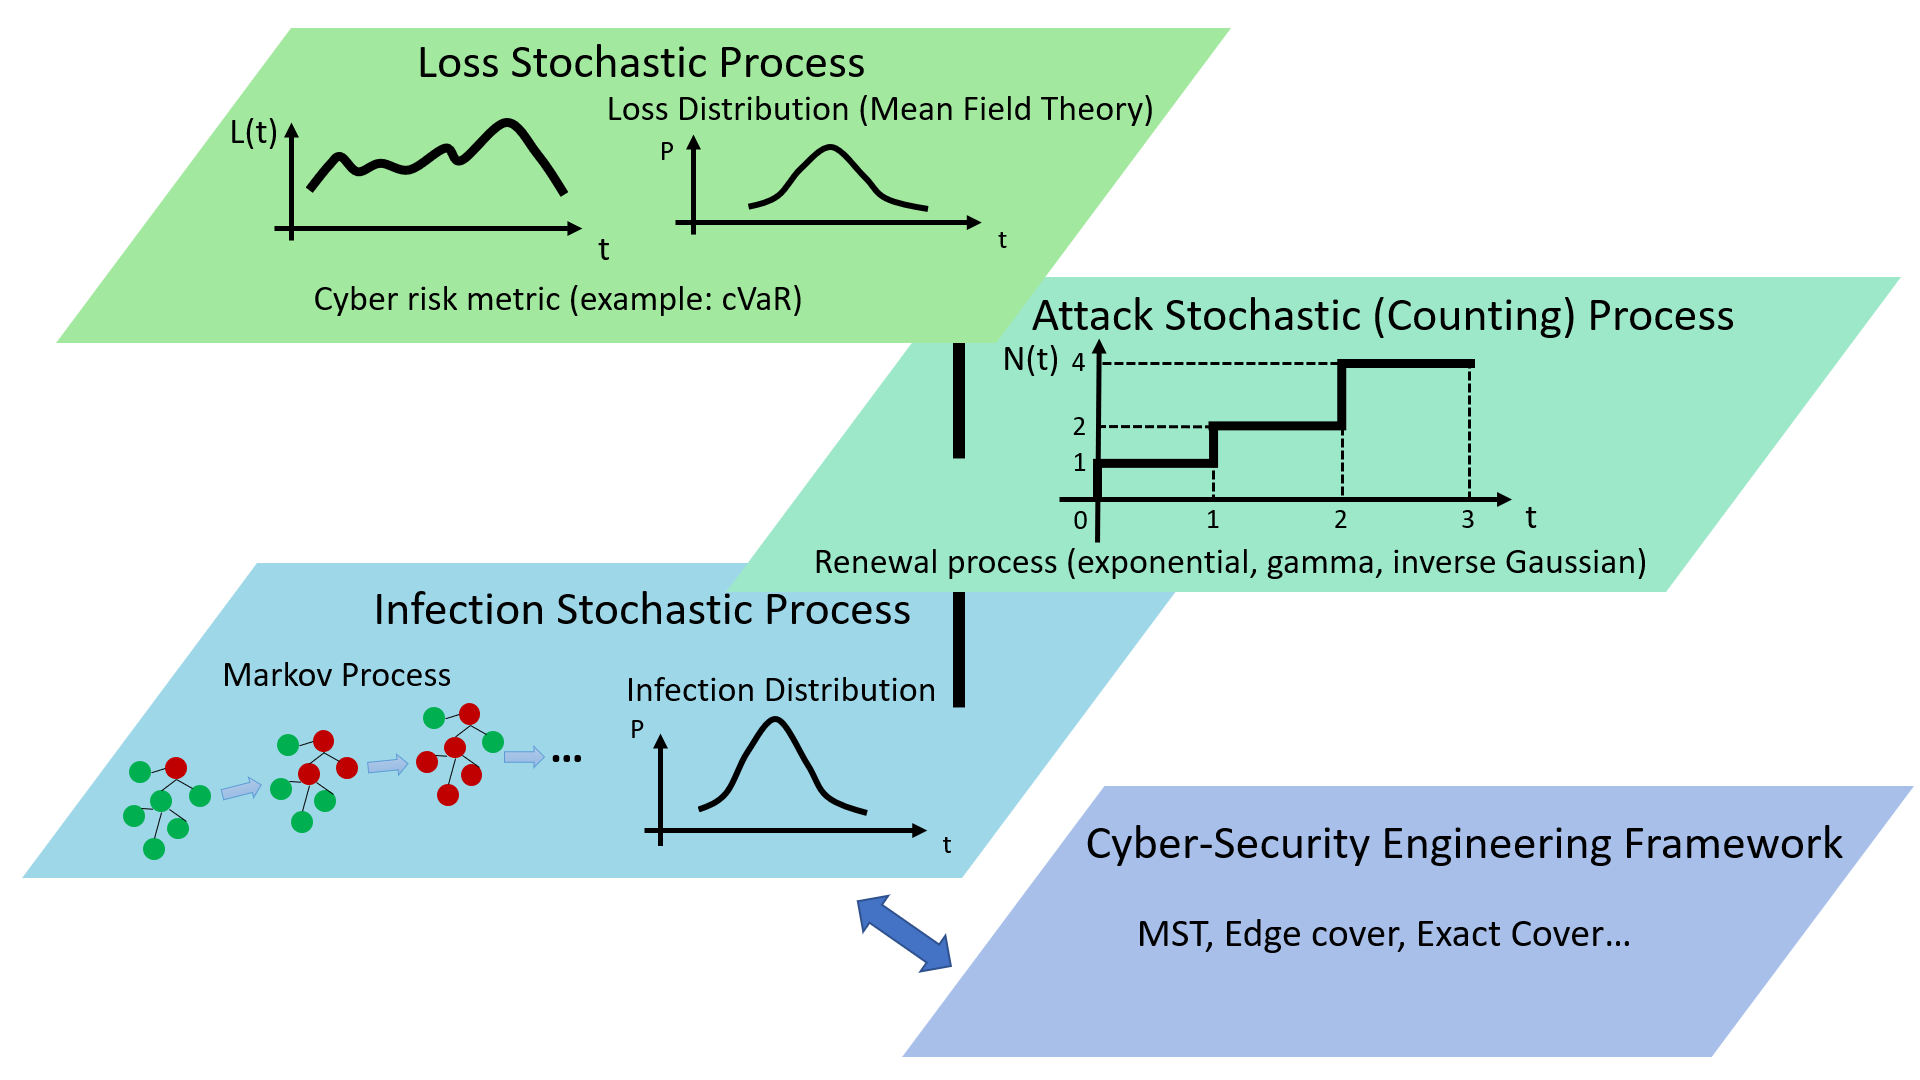 Loss Stochastic Process
Loss Distribution (Mean Field Theory)
L(t)
t
P
t
Cyber risk metric (example: cVaR)
Attack Stochastic (Counting) Process
N(t)
4
2
1
0
1
2
3
t
Renewal process (exponential, gamma, inverse Gaussian)
Infection Stochastic Process
Markov Process
...
Infection Distribution
P
t
Cyber-Security Engineering Framework
MST, Edge cover, Exact Cover...